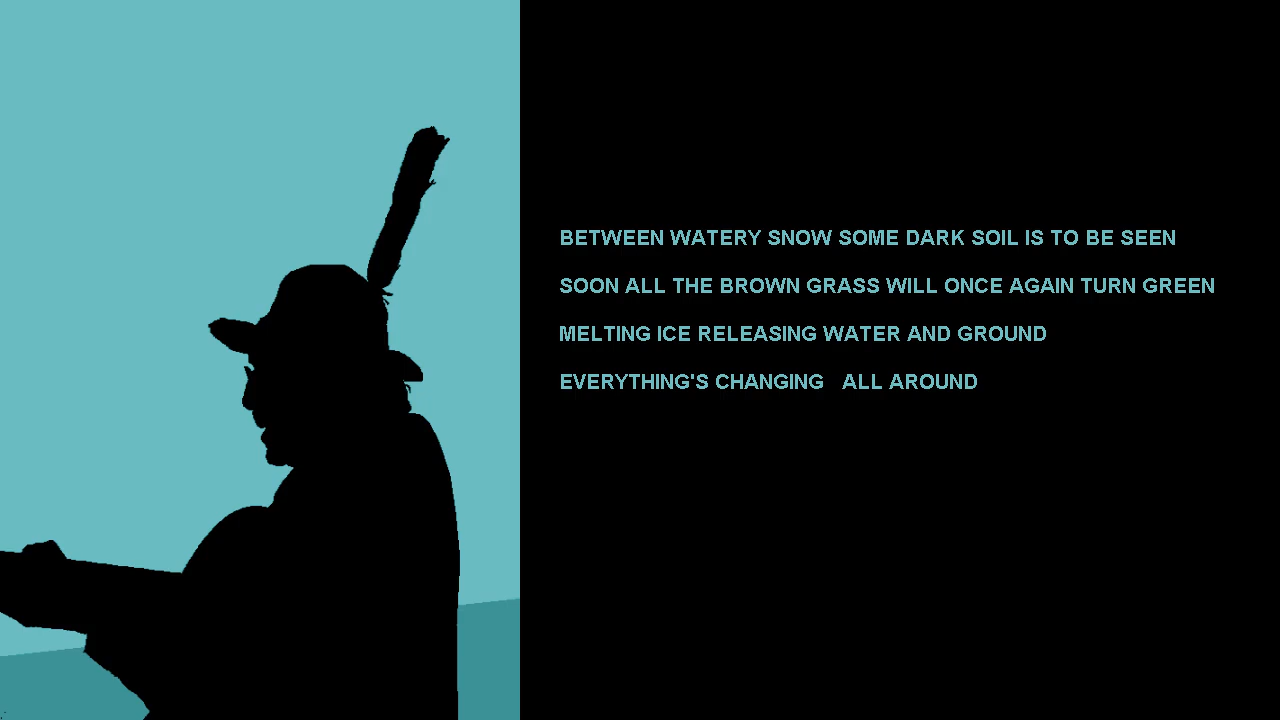 BETWEEN WATERY SNOW SOME DARK SOIL IS TO BE SEEN
SOON ALL THE BROWN GRASS WILL ONCE AGAIN TURN GREEN
MELTING ICE RELEASING WATER AND GROUND
EVERYTHING'S CHANGING   ALL AROUND